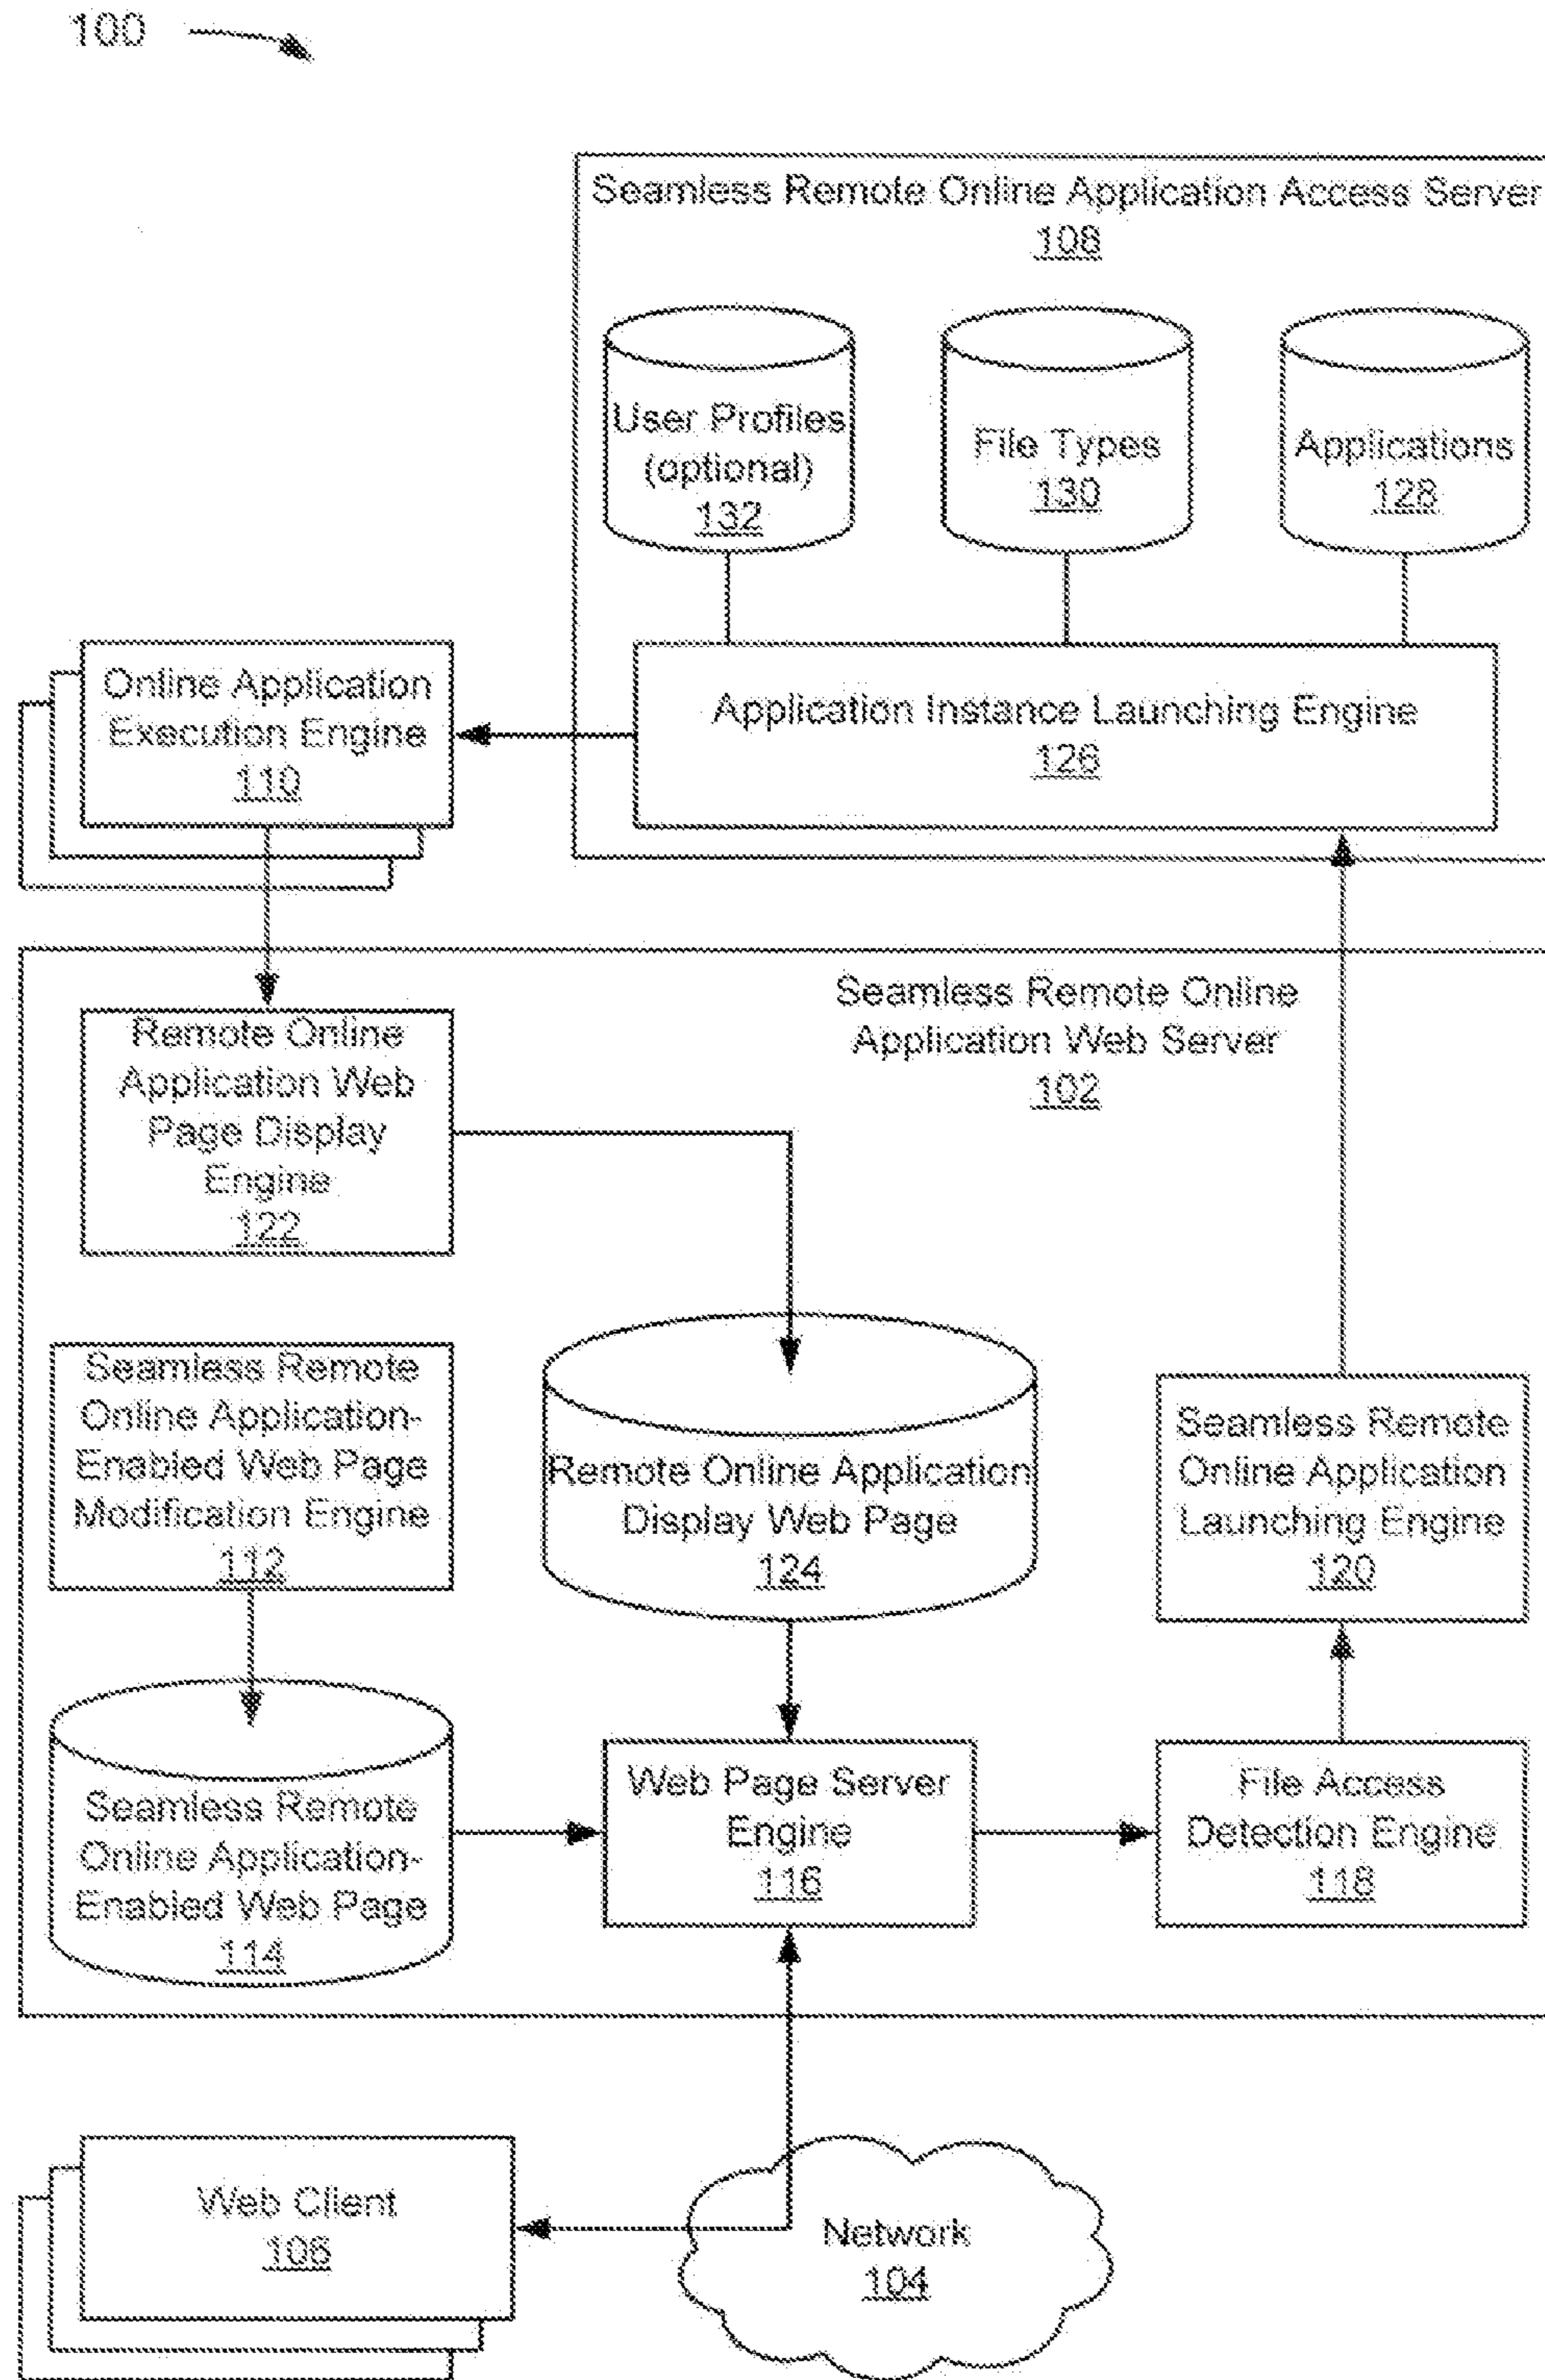 100
Seamless Remote Online Application Access Server
108
User Profiles
(optional)
132
File Types
130
Applications
128
Online Application
Execution Engine
110
Application Instance Launching Engine
126
Seamless Remote Online
Application Web Server
102
Remote Online
Application Web
Page Display
Engine
122
Seamless Remote
Online Application-
Enabled Web Page
Modification Engine
112
Remote Online Application
Display Web Page
124
Seamless Remote
Online Application
Launching Engine
120
Seamless Remote
Online Application-
Enabled Web Page
114
Web Page Server
Engine
116
File Access
Detection Engine
118
Web Client
106
Network
104